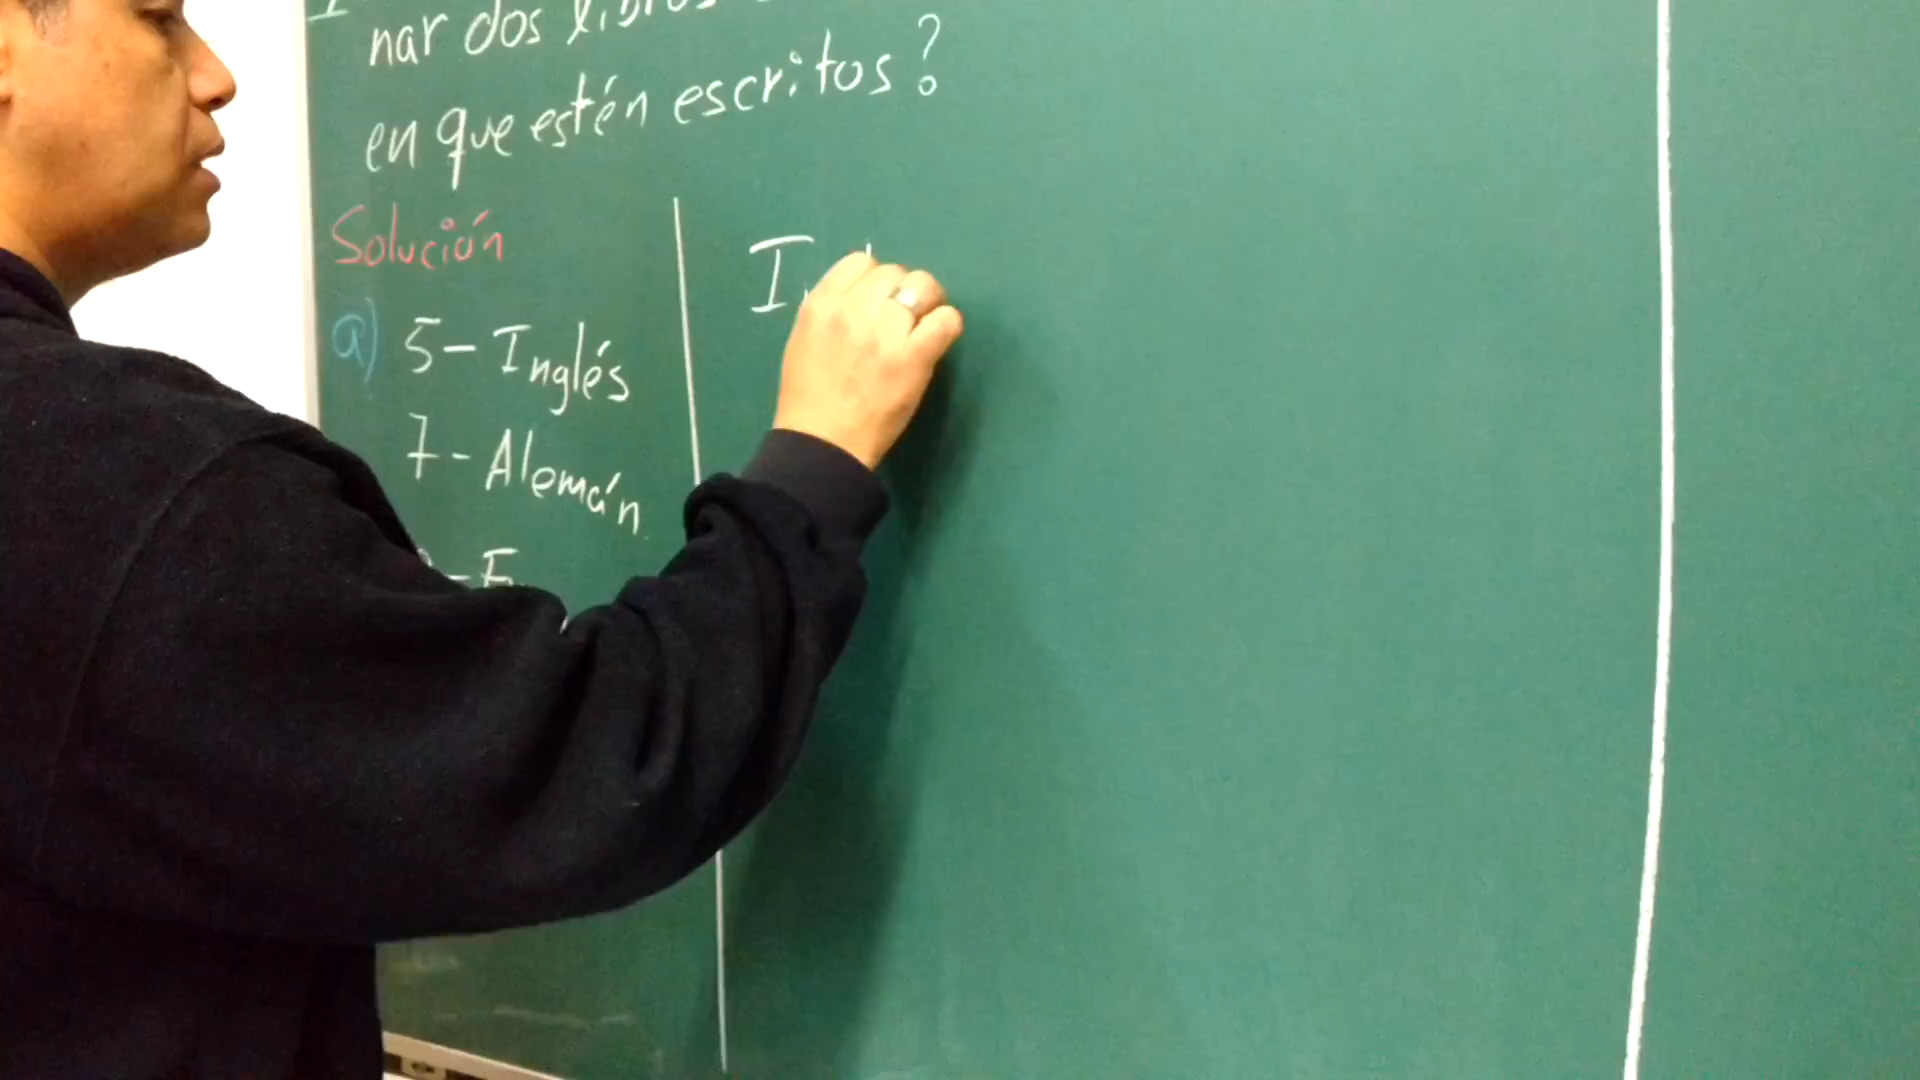 nar dos libros
en que estén escritos?
Solución
a) 5 - Inglés
7 - Alemán